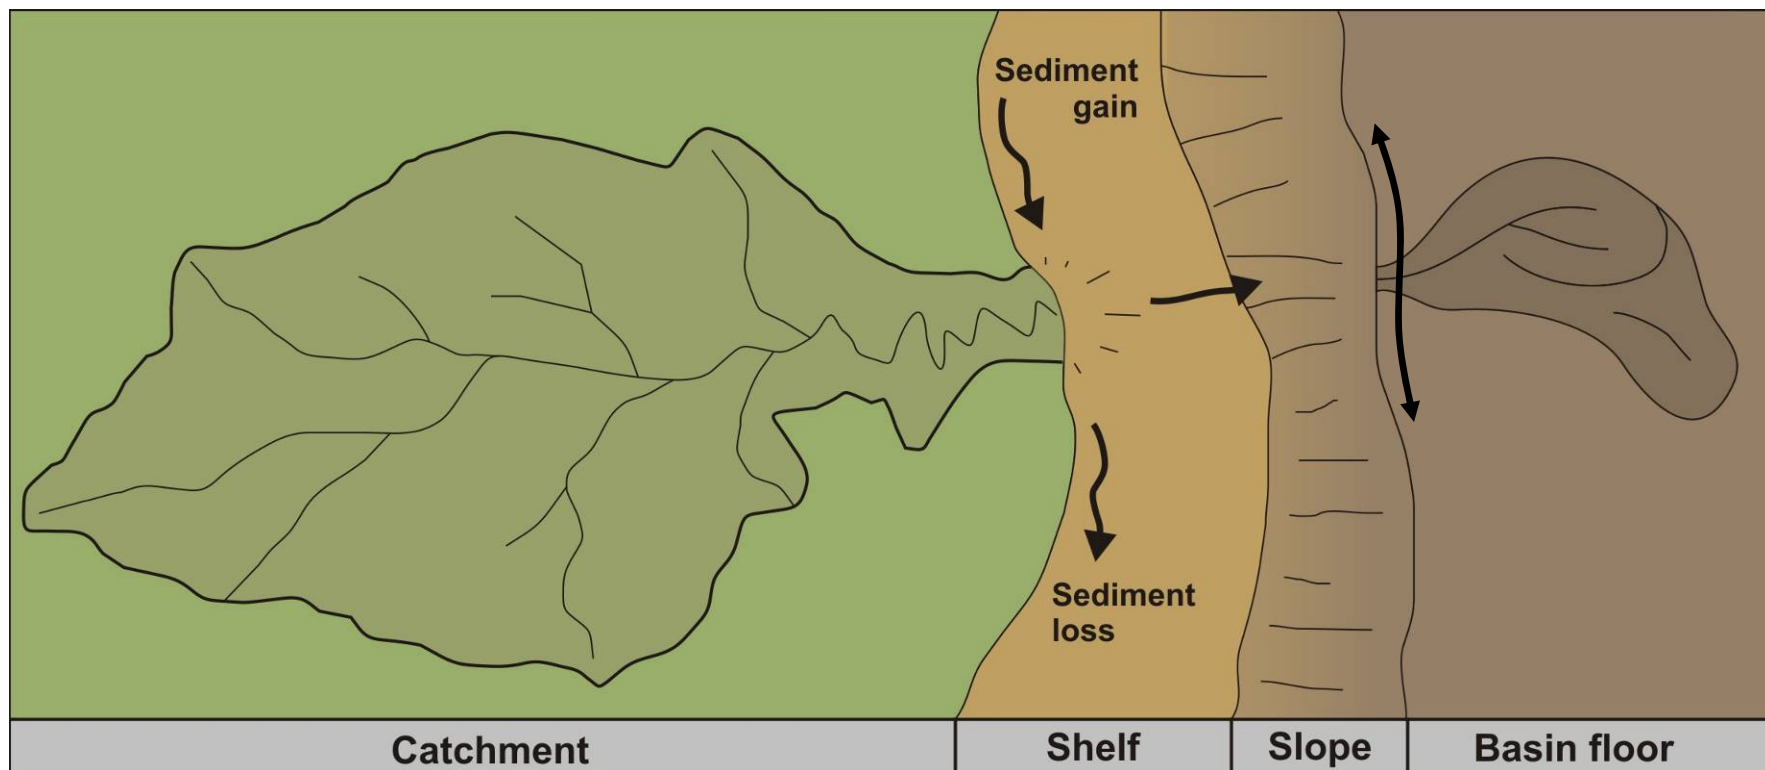 Sediment
gain
Sediment
loss
Catchment
Shelf
Slope
Basin floor